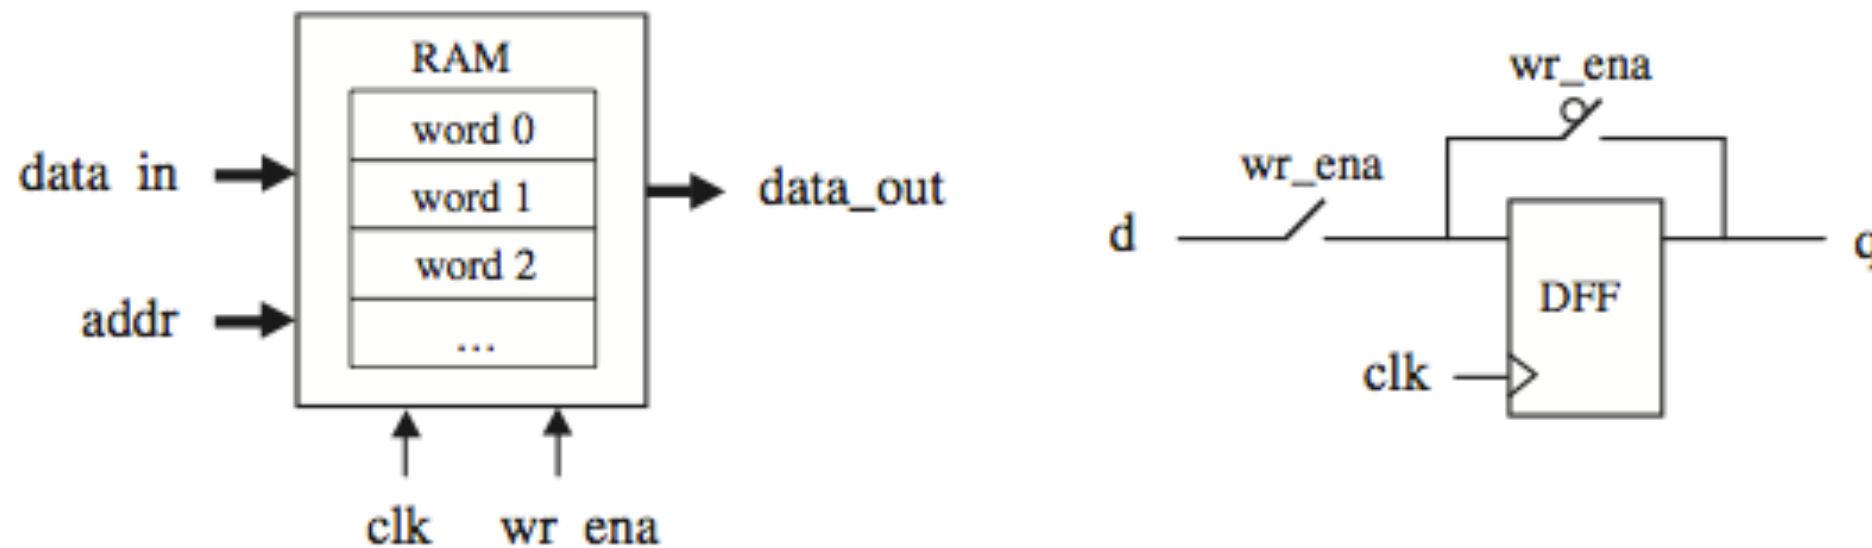 RAM
word 0
word 1
word 2
...
data in
addr
data_out
clk
wr ena
wr_ena
wr_ena
d
DFF
clk
q